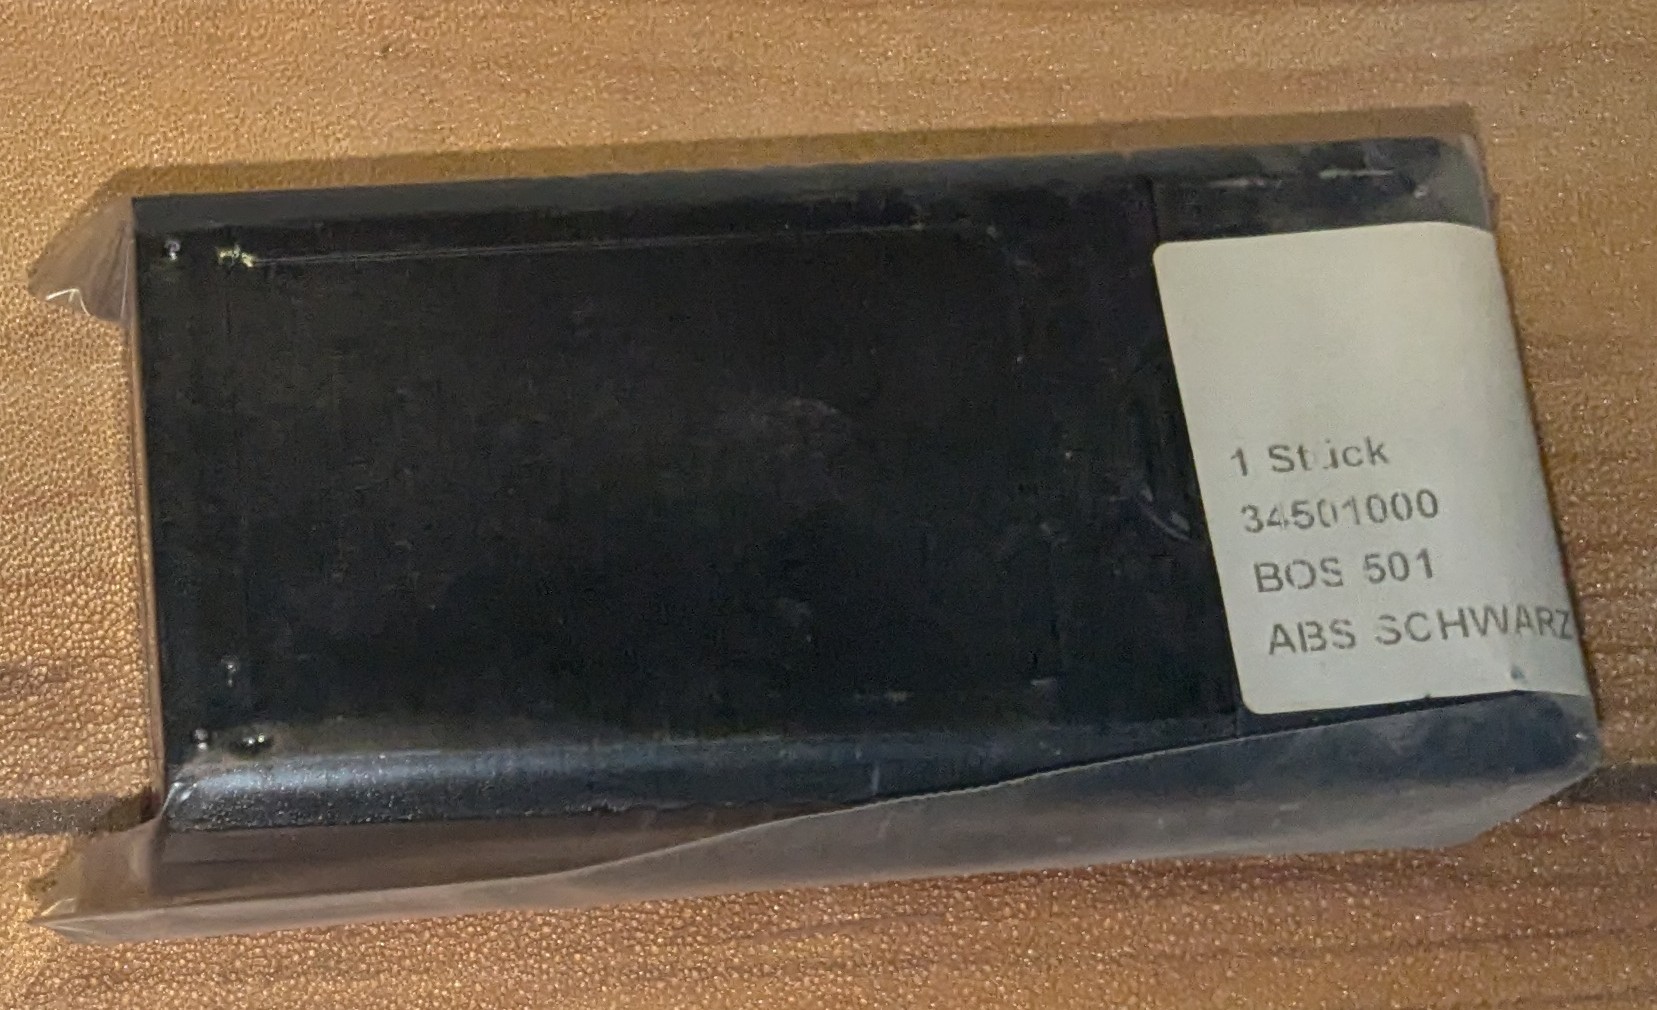 1 Stück
34501000
BOS 501
ABS SCHWARZ